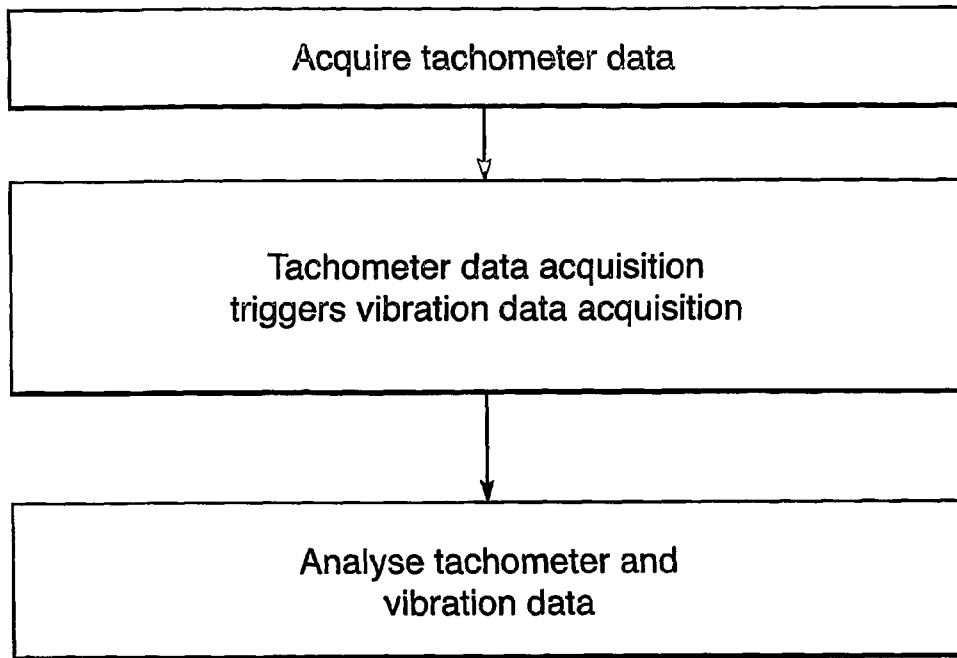 Acquire tachometer data
Tachometer data acquisition
triggers vibration data acquisition
Analyse tachometer and
vibration data